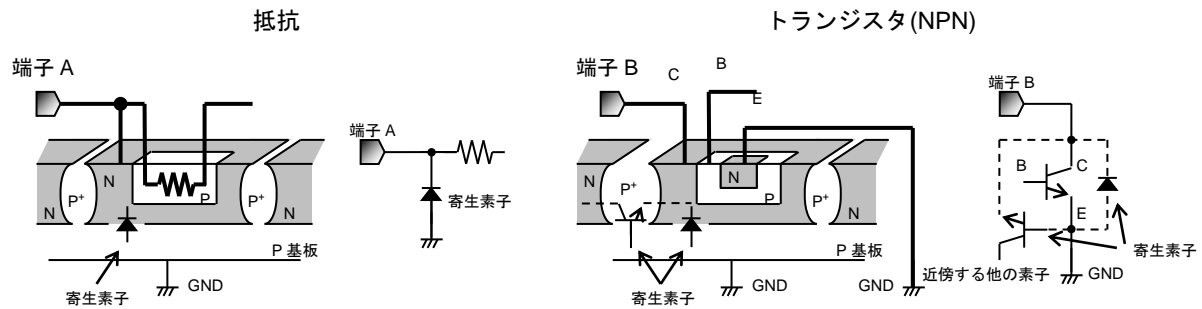 抵抗
トランジスタ(NPN)
端子 A
N
N
P+
P
P+
N
P 基板
GND
寄生素子
端子 A
寄生素子
端子 B
C
B
E
N
P+
N
P
P+
N
P 基板
GND
GND
寄生素子
端子 B
B
C
E
GND
寄生素子
近傍する他の素子